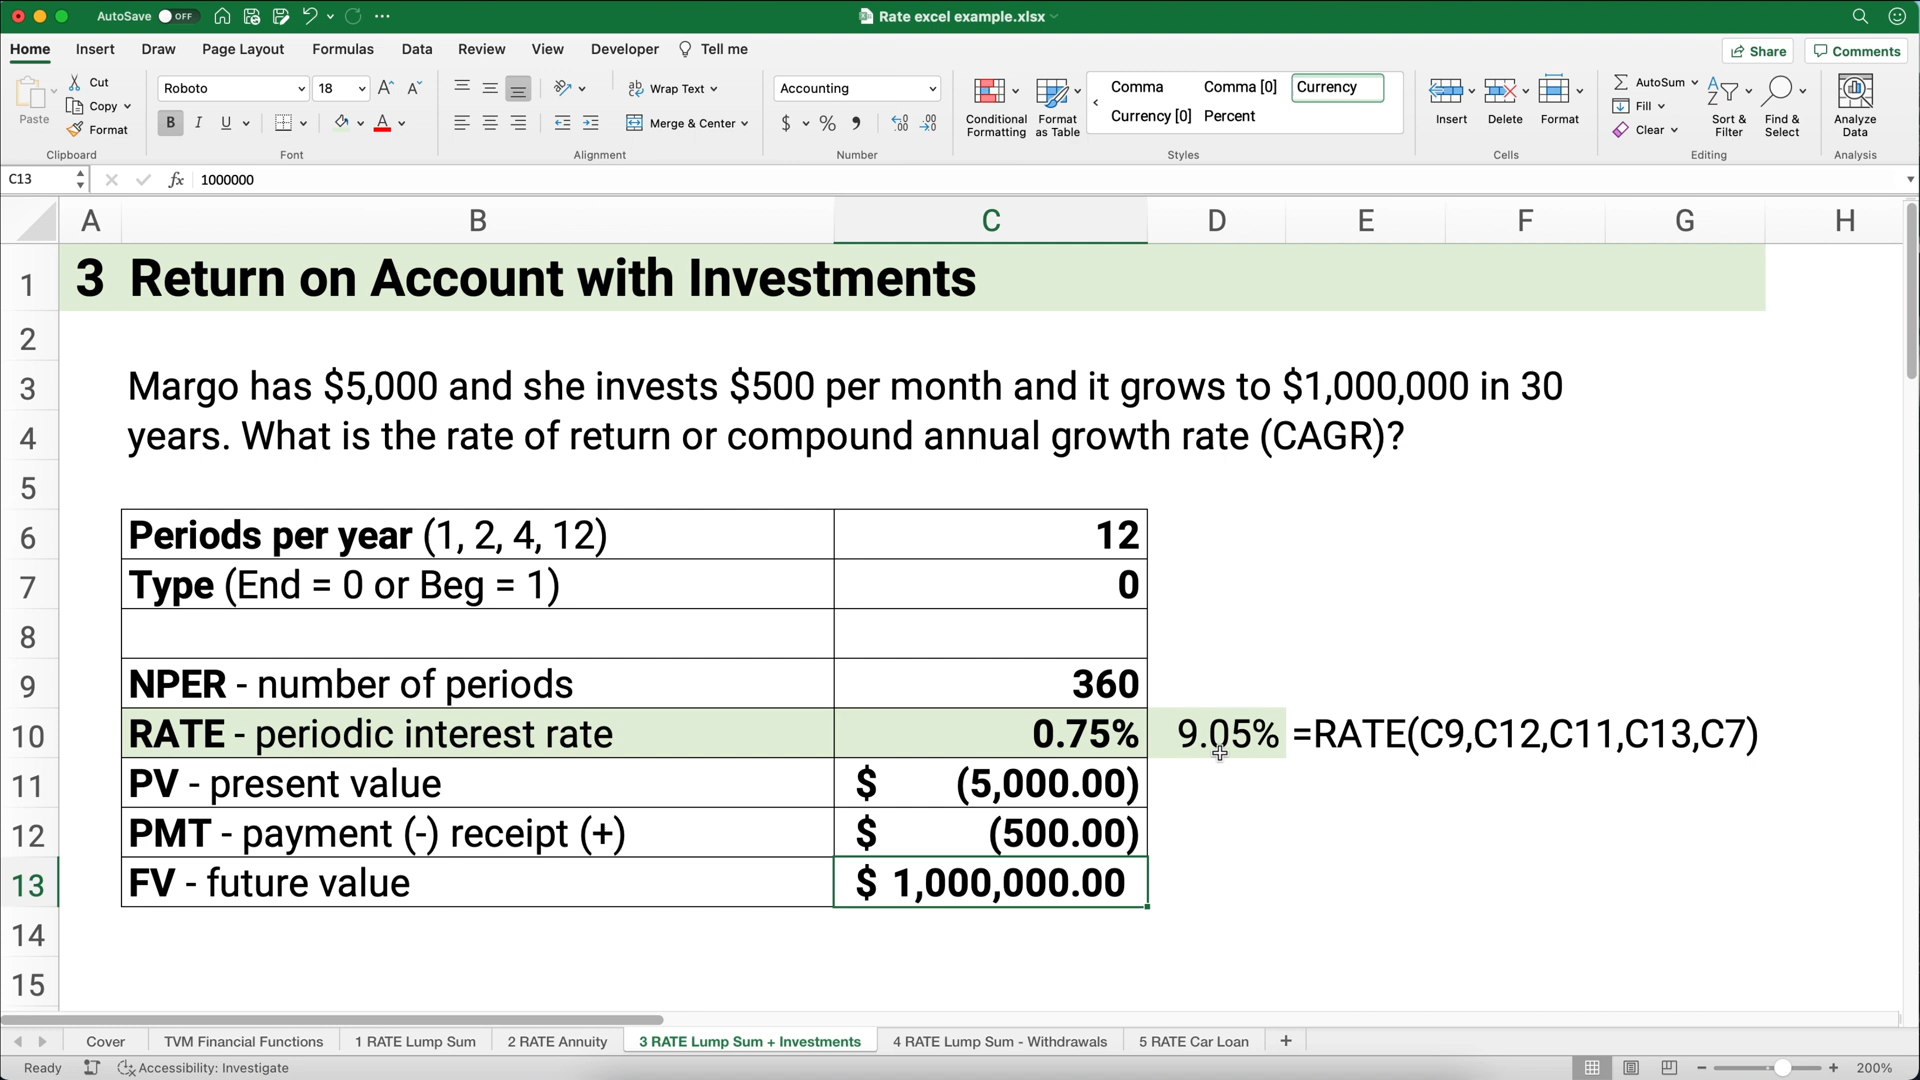 AutoSave OFF
Rate excel example.xlsx
Home Insert Draw Page Layout Formulas Data Review View Developer Tell me
Share Comments
Paste
Cut
Copy
Format
Clipboard
Roboto 18
B I U
Font
Wrap Text
Merge & Center
Alignment
Accounting
$ % 9
Number
Conditional Formatting
Format as Table
Comma Comma [0] Currency
Currency [0] Percent
Styles
Insert Delete Format
Cells
AutoSum
Fill
Clear
Sort & Filter
Find & Select
Editing
Analyze Data
Analysis
C13 fx 1000000
A B C D E F G H
1 3 Return on Account with Investments
2
3 Margo has $5,000 and she invests $500 per month and it grows to $1,000,000 in 30
4 years. What is the rate of return or compound annual growth rate (CAGR)?
5
6 Periods per year (1, 2, 4, 12) 12
7 Type (End = 0 or Beg = 1) 0
8
9 NPER - number of periods 360
10 RATE - periodic interest rate 0.75% 9.05% =RATE(C9,C12,C11,C13,C7)
11 PV - present value $ (5,000.00)
12 PMT - payment (-) receipt (+) $ (500.00)
13 FV - future value $ 1,000,000.00
14
15
Cover TVM Financial Functions 1 RATE Lump Sum 2 RATE Annuity 3 RATE Lump Sum + Investments 4 RATE Lump Sum - Withdrawals 5 RATE Car Loan +
Ready Accessibility: Investigate 200%